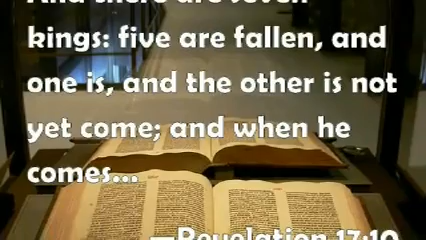 And there are seven
kings: five are fallen, and
one is, and the other is not
yet come; and when he
comes...
—Revelation 17:10